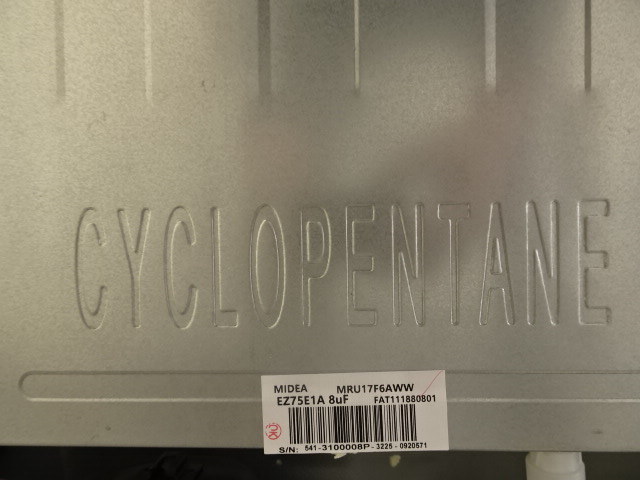 CYCLOPENTANE
MIDEA MRU17F6AWW
EZ75E1A 8uF FAT111880801
S/N: 541-3100008P-3225-0920571